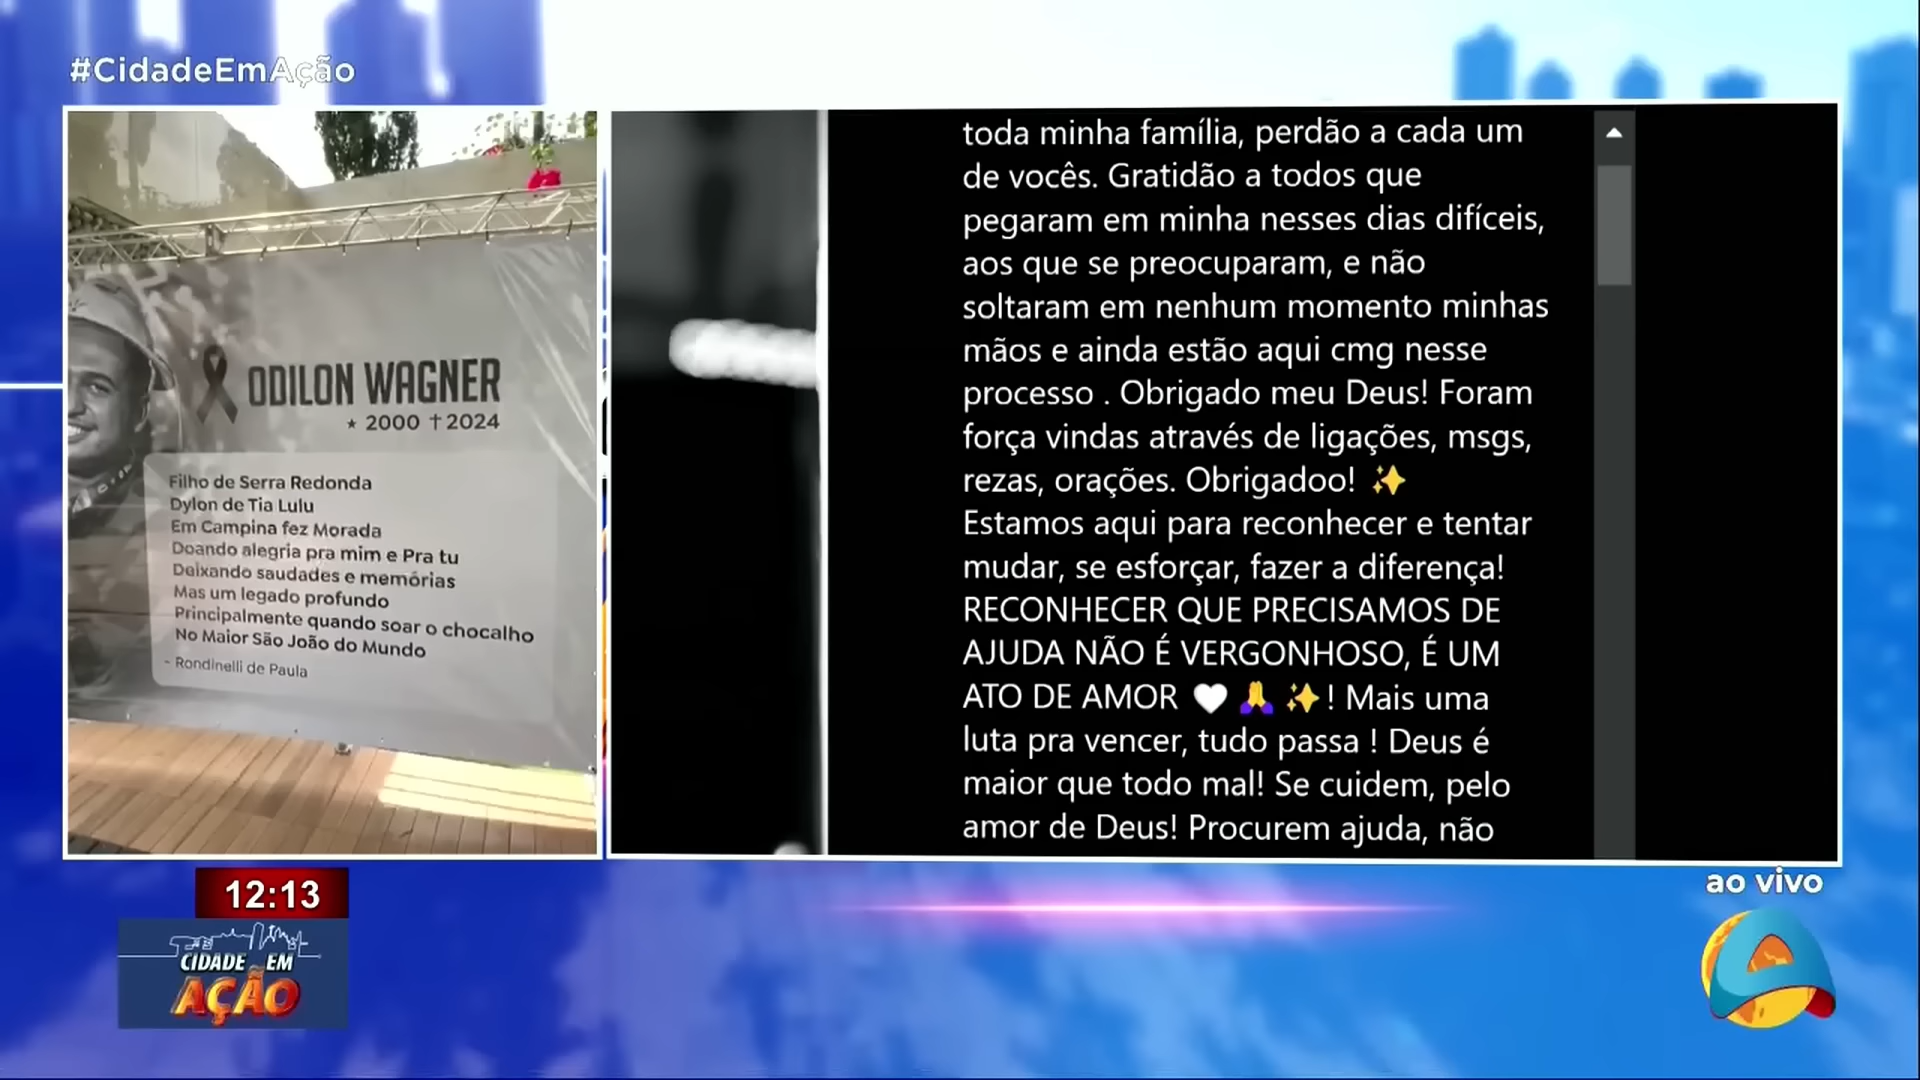 #CidadeEmAção
ODILON WAGNER
★ 2000 ✝ 2024
Filho de Serra Redonda
Dylon de Tia Lulu
Em Campina fez Morada
Doando alegria pra mim e Pra tu
Deixando saudades e memórias
Mas um legado profundo
Principalmente quando soar o chocalho
No Maior São João do Mundo
- Rondinelli de Paula
toda minha família, perdão a cada um
de vocês. Gratidão a todos que
pegaram em minha nesses dias difíceis,
aos que se preocuparam, e não
soltaram em nenhum momento minhas
mãos e ainda estão aqui cmg nesse
processo . Obrigado meu Deus! Foram
força vindas através de ligações, msgs,
rezas, orações. Obrigadoo! ✨
Estamos aqui para reconhecer e tentar
mudar, se esforçar, fazer a diferença!
RECONHECER QUE PRECISAMOS DE
AJUDA NÃO É VERGONHOSO, É UM
ATO DE AMOR 🤍 🙏 ✨ ! Mais uma
luta pra vencer, tudo passa ! Deus é
maior que todo mal! Se cuidem, pelo
amor de Deus! Procurem ajuda, não
12:13
CIDADE EM
AÇÃO
ao vivo